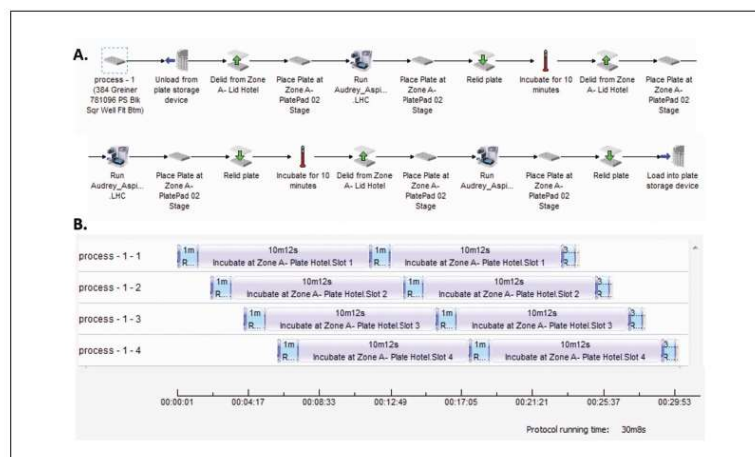 A.
process - 1
(384 Greiner
781096 PS Blk
Sqr Well Flt Btm)
Unload from
plate storage
device
Delid from Zone
A- Lid Hotel
Place Plate at
Zone A-
PlatePad 02
Stage
Run
Audrey_Aspi...
.LHC
Place Plate at
Zone A-
PlatePad 02
Stage
Relid plate
Incubate for 10
minutes
Delid from Zone
A- Lid Hotel
Place Plate at
Zone A-
PlatePad 02
Stage
Run
Audrey_Aspi...
.LHC
Place Plate at
Zone A-
PlatePad 02
Stage
Relid plate
Incubate for 10
minutes
Delid from Zone
A- Lid Hotel
Place Plate at
Zone A-
PlatePad 02
Stage
Run
Audrey_Aspi...
Place Plate at
Zone A-
PlatePad 02
Stage
Relid plate
Load into plate
storage device
B.
process - 1 - 1
1m
R...
10m12s
Incubate at Zone A- Plate Hotel.Slot 1
1m
R...
10m12s
Incubate at Zone A- Plate Hotel.Slot 1
3
R...
process - 1 - 2
1m
R...
10m12s
Incubate at Zone A- Plate Hotel.Slot 2
1m
R...
10m12s
Incubate at Zone A- Plate Hotel.Slot 2
3
R...
process - 1 - 3
1m
R...
10m12s
Incubate at Zone A- Plate Hotel.Slot 3
1m
R...
10m12s
Incubate at Zone A- Plate Hotel.Slot 3
3
R...
process - 1 - 4
1m
R...
10m12s
Incubate at Zone A- Plate Hotel.Slot 4
1m
R...
10m12s
Incubate at Zone A- Plate Hotel.Slot 4
3
R...
00:00:01 00:04:17 00:08:33 00:12:49 00:17:05 00:21:21 00:25:37 00:29:53
Protocol running time: 30m8s